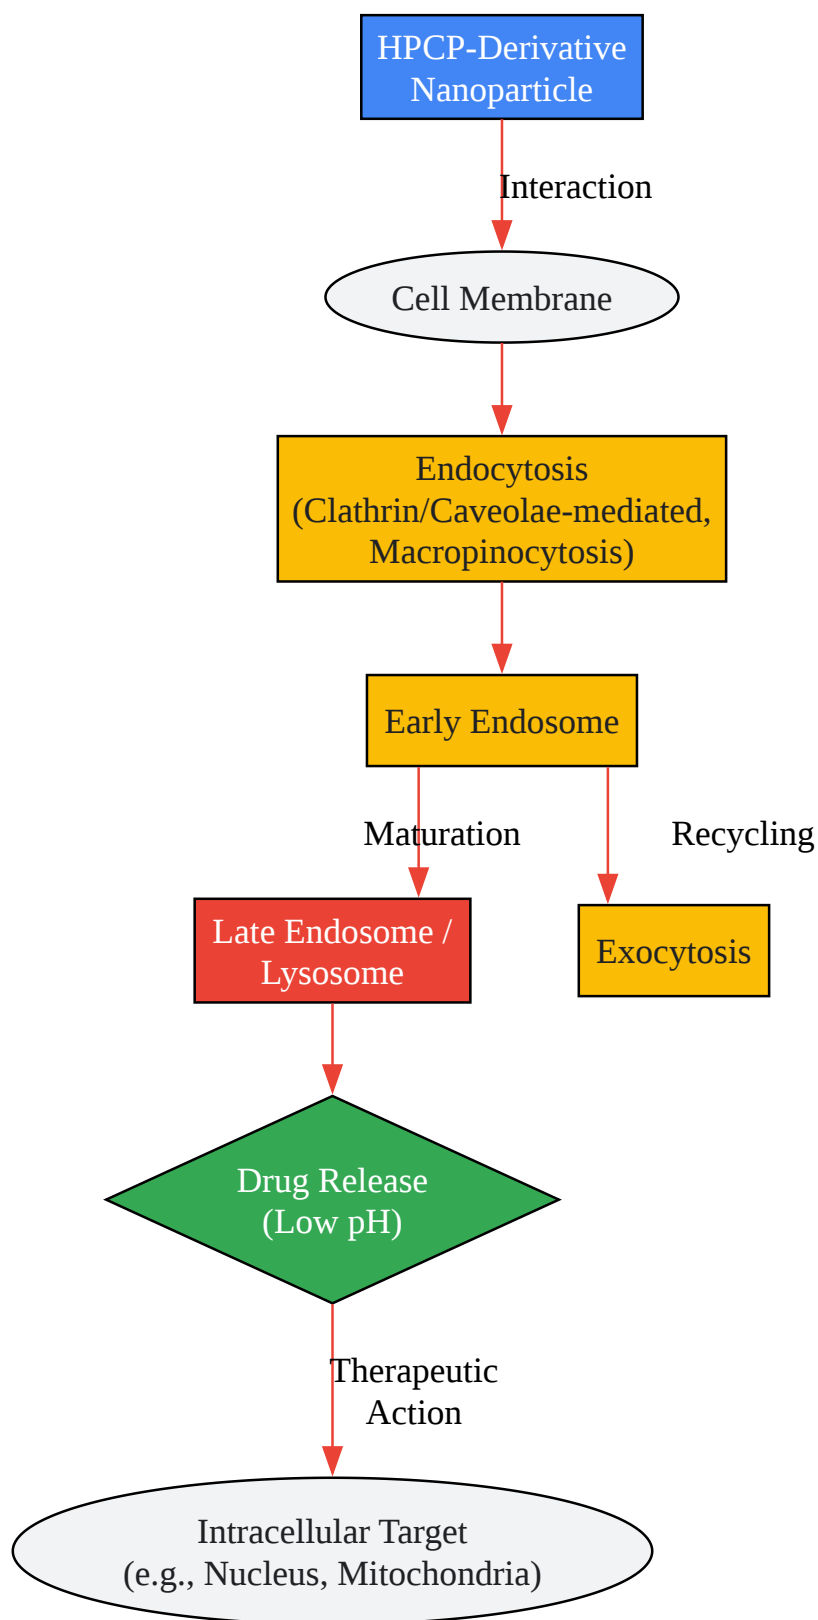 HPCP-Derivative
Nanoparticle
Interaction
Cell Membrane
Endocytosis
(Clathrin/Caveolae-mediated,
Macropinocytosis)
Early Endosome
Maturation
Recycling
Late Endosome /
Lysosome
Exocytosis
Drug Release
(Low pH)
Therapeutic
Action
Intracellular Target
(e.g., Nucleus, Mitochondria)